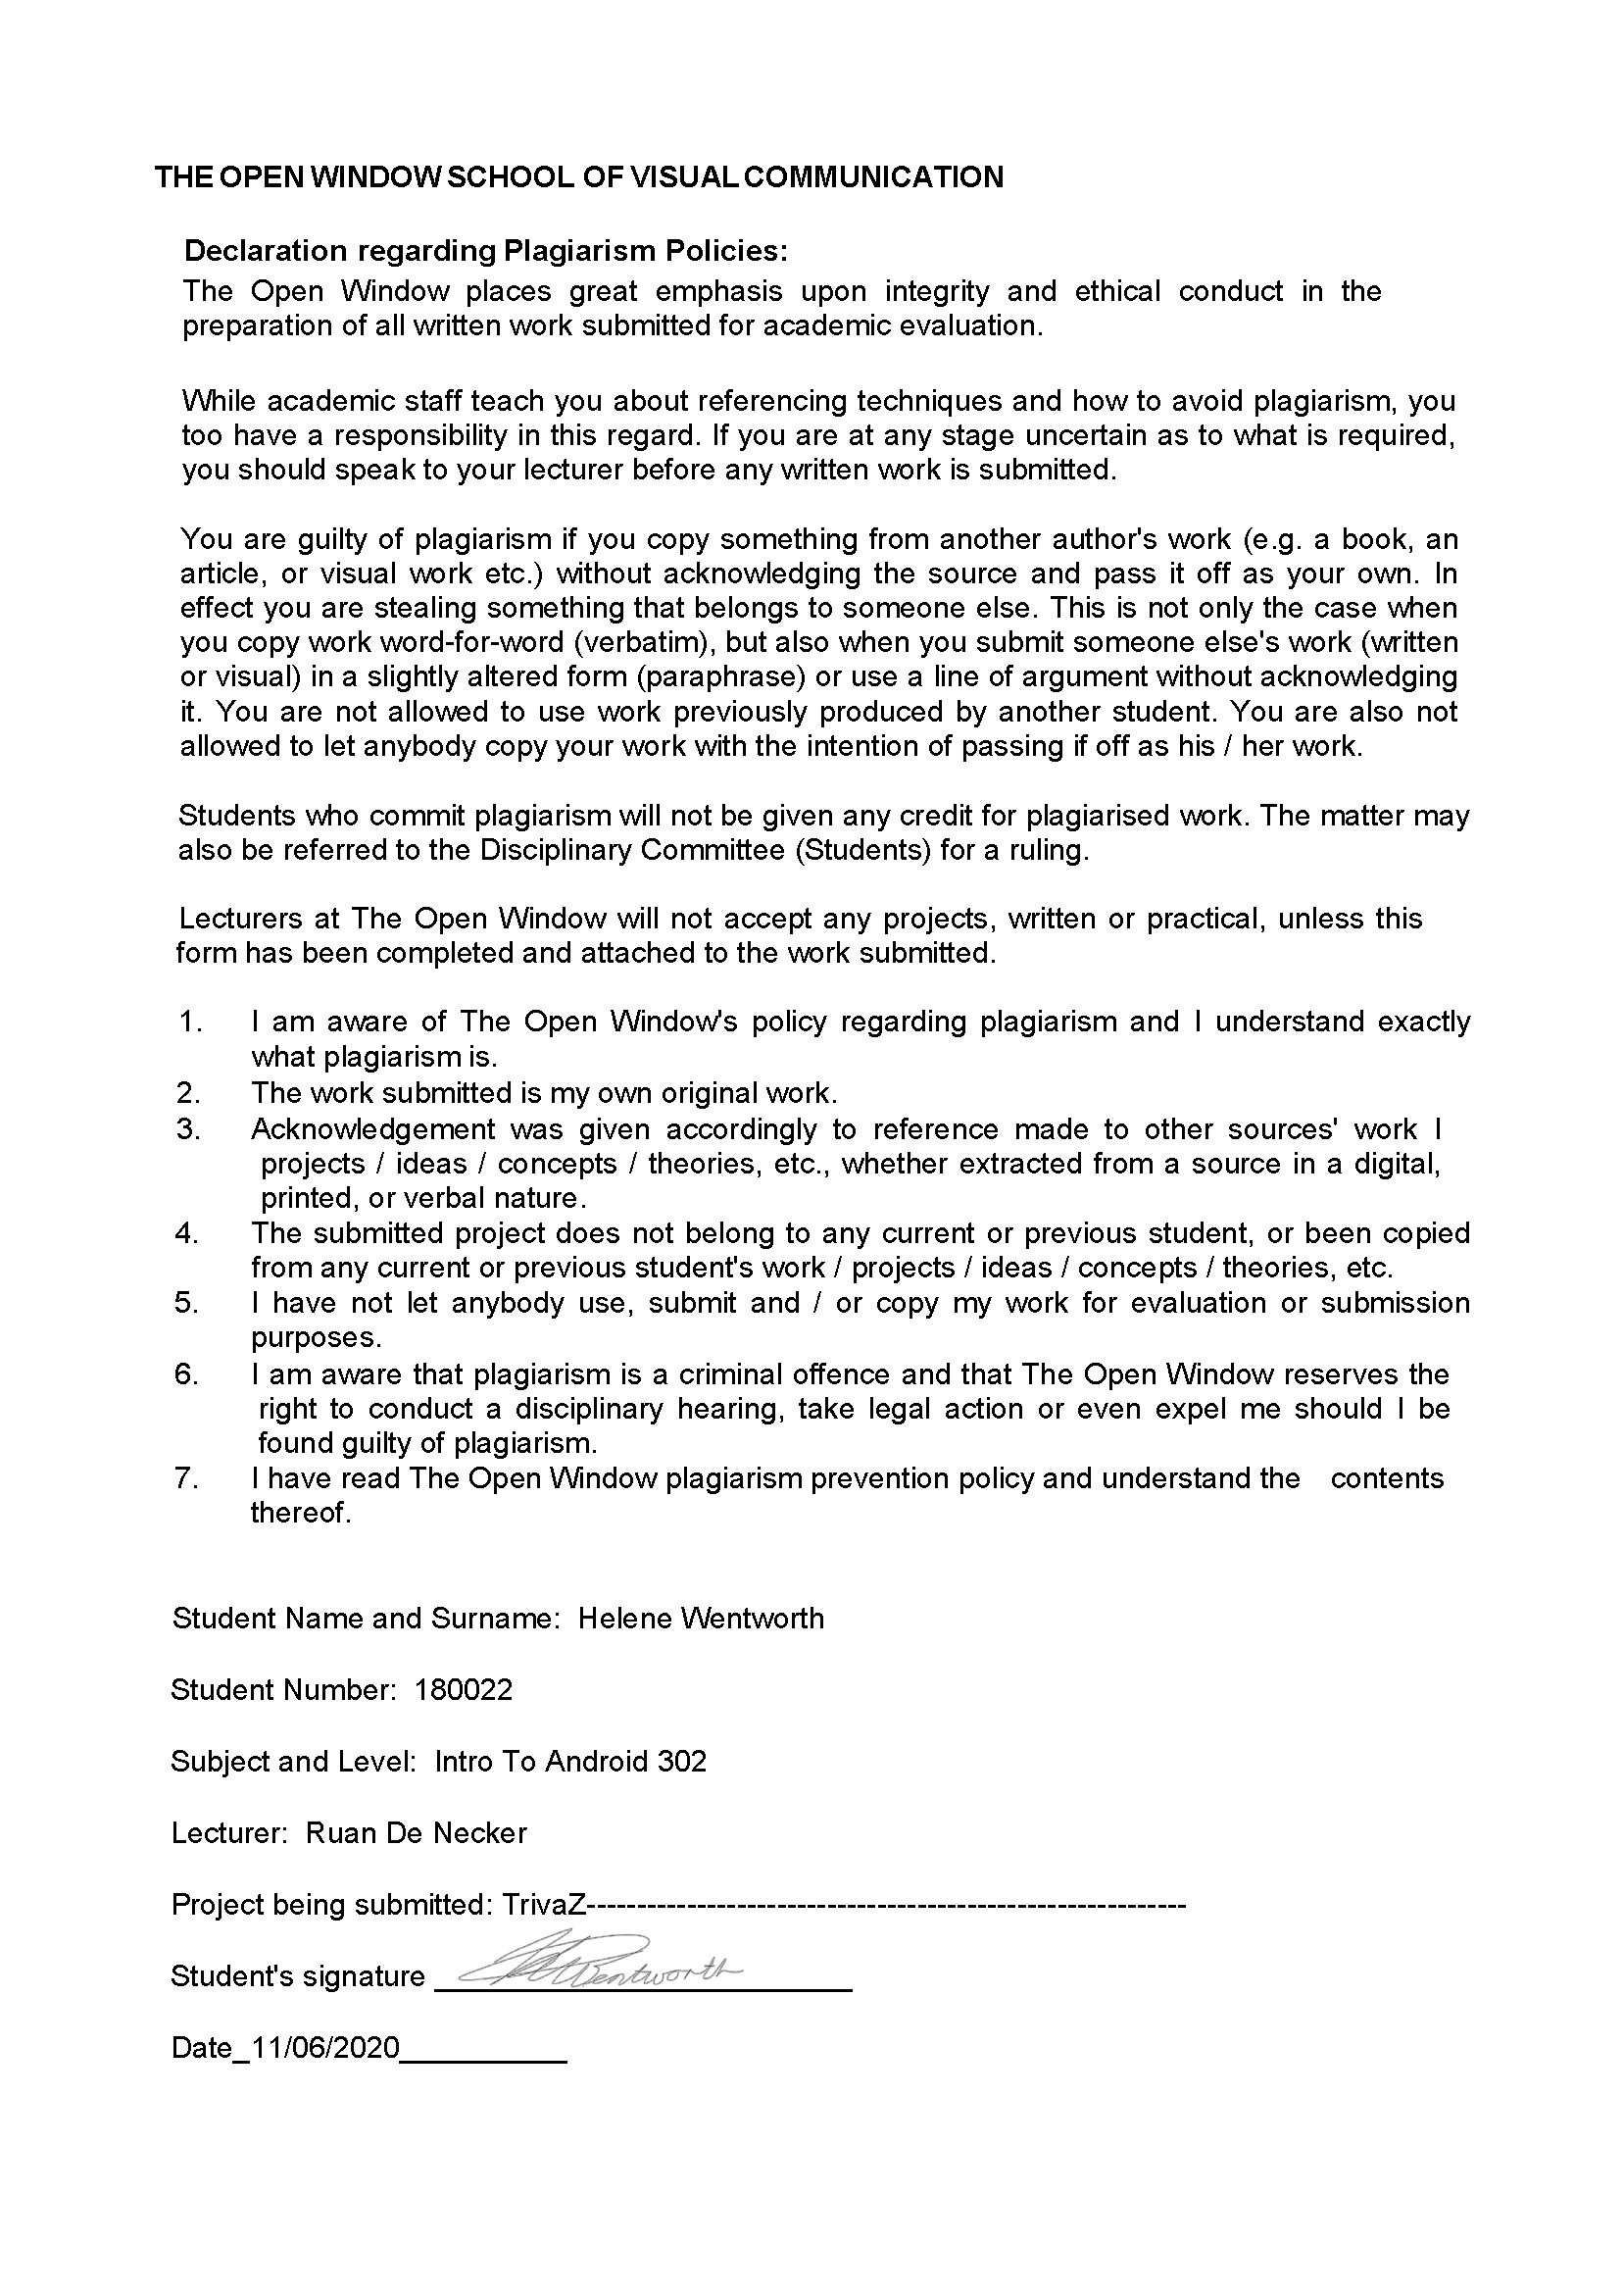 THE OPEN WINDOW SCHOOL OF VISUAL COMMUNICATION
Declaration regarding Plagiarism Policies:
The Open Window places great emphasis upon integrity and ethical conduct in the
preparation of all written work submitted for academic evaluation.
While academic staff teach you about referencing techniques and how to avoid plagiarism, you
too have a responsibility in this regard. If you are at any stage uncertain as to what is required,
you should speak to your lecturer before any written work is submitted.
You are guilty of plagiarism if you copy something from another author's work (e.g. a book, an
article, or visual work etc.) without acknowledging the source and pass it off as your own. In
effect you are stealing something that belongs to someone else. This is not only the case when
you copy work word-for-word (verbatim), but also when you submit someone else's work (written
or visual) in a slightly altered form (paraphrase) or use a line of argument without acknowledging
it. You are not allowed to use work previously produced by another student. You are also not
allowed to let anybody copy your work with the intention of passing if off as his / her work.
Students who commit plagiarism will not be given any credit for plagiarised work. The matter may
also be referred to the Disciplinary Committee (Students) for a ruling.
Lecturers at The Open Window will not accept any projects, written or practical, unless this
form has been completed and attached to the work submitted.
1. I am aware of The Open Window's policy regarding plagiarism and I understand exactly
what plagiarism is.
2. The work submitted is my own original work.
3. Acknowledgement was given accordingly to reference made to other sources' work I
projects / ideas / concepts / theories, etc., whether extracted from a source in a digital,
printed, or verbal nature.
4. The submitted project does not belong to any current or previous student, or been copied
from any current or previous student's work / projects / ideas / concepts / theories, etc.
5. I have not let anybody use, submit and / or copy my work for evaluation or submission
purposes.
6. I am aware that plagiarism is a criminal offence and that The Open Window reserves the
right to conduct a disciplinary hearing, take legal action or even expel me should I be
found guilty of plagiarism.
7. I have read The Open Window plagiarism prevention policy and understand the contents
thereof.
Student Name and Surname: Helene Wentworth
Student Number: 180022
Subject and Level: Intro To Android 302
Lecturer: Ruan De Necker
Project being submitted: TrivaZ------------------------------------------------------------
Student's signature Wentworth
Date_11/06/2020__________